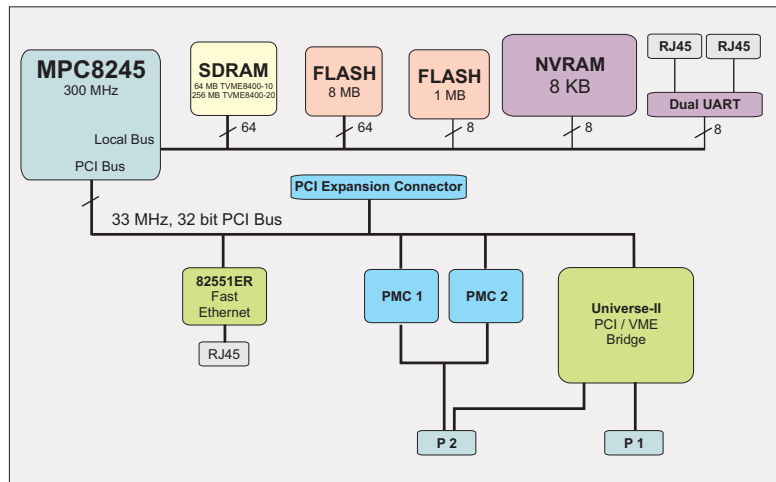 MPC8245
300 MHz
Local Bus
PCI Bus
SDRAM
64 MB TVME8400-10
256 MB TVME8400-20
64
FLASH
8 MB
64
FLASH
1 MB
8
NVRAM
8 KB
8
RJ45
RJ45
Dual UART
8
PCI Expansion Connector
33 MHz, 32 bit PCI Bus
82551ER
Fast
Ethernet
RJ45
PMC 1
PMC 2
Universe-II
PCI / VME
Bridge
P 2
P 1